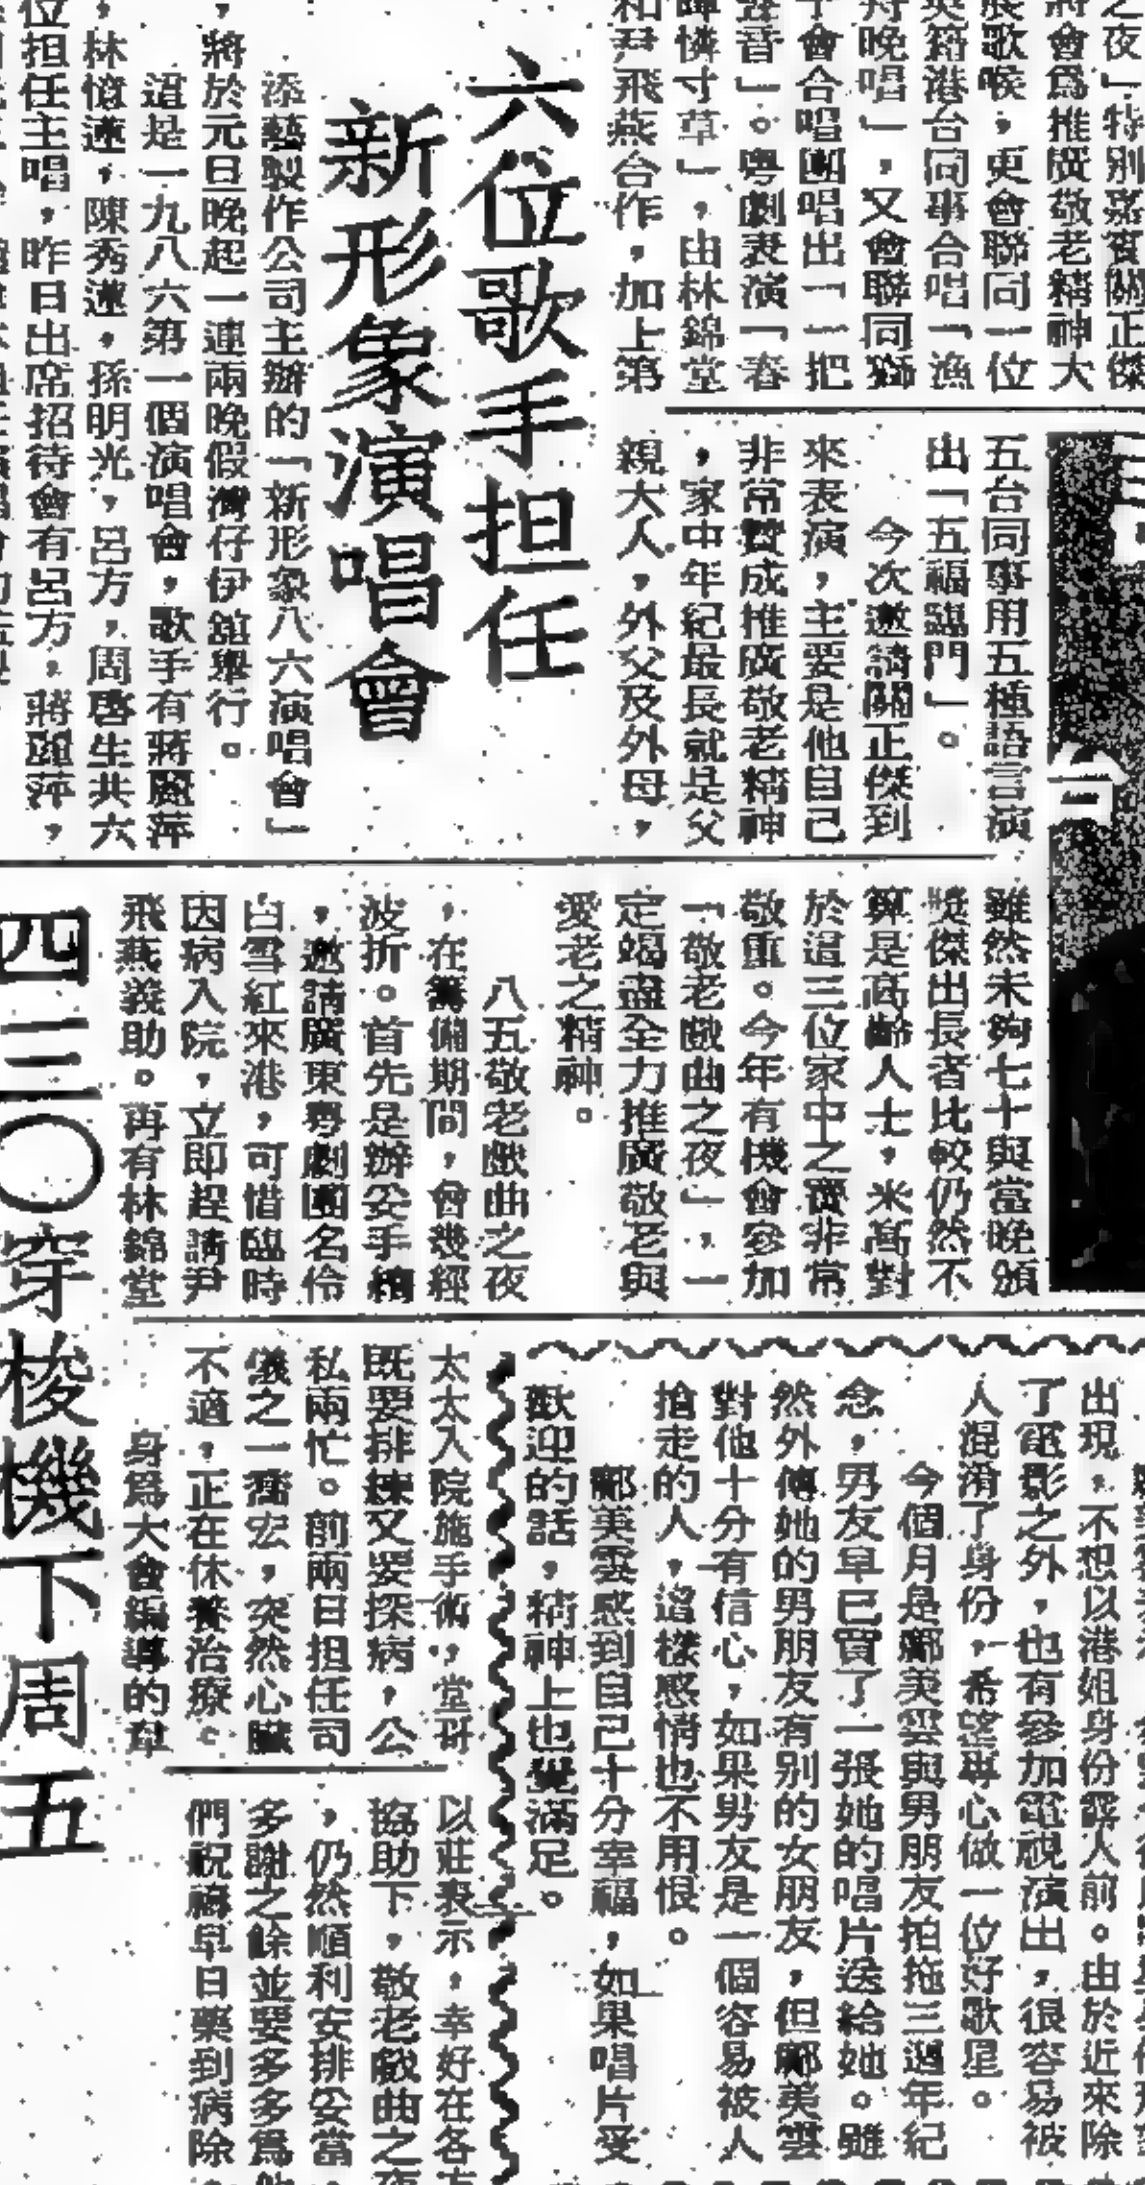 之夜」特別嘉賓關正傑
將會爲推廣敬老精神大
展歌喉，更會聯同一位
英籍港台同事合唱「漁
舟晚唱」，又會聯同獅
子會合唱團唱出「一把
聲音」。粤劇表演「春
暉憐寸草」，由林錦堂
和尹飛燕合作，加上第
五台同事用五種語言演
出「五福臨門」。
今次邀請關正傑到
來表演，主要是他自己
非常贊成推廣敬老精神
，家中年紀最長就是父
親大人，外父及外母，
雖然未夠七十與當晚頒
獎傑出長者比較仍然不
算是高齡人士，米高對
於這三位家中之寶非常
敬重。今年有機會參加
「敬老戲曲之夜」，一
定竭盡全力推廣敬老與
愛老之精神。
八五敬老戲曲之夜
，在籌備期間，曾幾經
波折。首先是辦妥手續
，邀請廣東粤劇團名伶
白雪紅來港，可惜臨時
因病入院，立即趕請尹
飛燕義助。再有林錦堂
太太入院施手術，堂哥
既要排練又要探病，公
私兩忙。前兩日担任司
儀之一喬宏，突然心臟
不適，正在休養治療。
身爲大會編導的韋
以莊表示，幸好在各方
協助下，敬老戲曲之夜
，仍然順利安排妥當，
多謝之餘並要多多爲他
們祝禱早日藥到病除。
六位歌手担任
新形象演唱會
添藝製作公司主辦的「新形象八六演唱會」
，將於元旦晚起一連兩晚假灣仔伊館舉行。
這是一九八六第一個演唱會，歌手有蔣麗萍
，林憶蓮，陳秀蓮，孫明光，呂方，周啓生共六
位担任主唱，昨日出席招待會有呂方，蔣麗萍，
四三〇穿梭機下周五
出現，不想以港姐身份露人前。由於近來除
了電影之外，也有參加電視演出，很容易被
人混淆了身份，希望專心做一位好歌星。
今個月是鄺美雲與男朋友拍拖三週年紀
念，男友早已買了一張她的唱片送給她。雖
然外傳她的男朋友有別的女朋友，但鄺美雲
對他十分有信心，如果男友是一個容易被人
搶走的人，這樣感情也不用恨。
鄺美雲感到自己十分幸福，如果唱片受
歡迎的話，精神上也覺滿足。